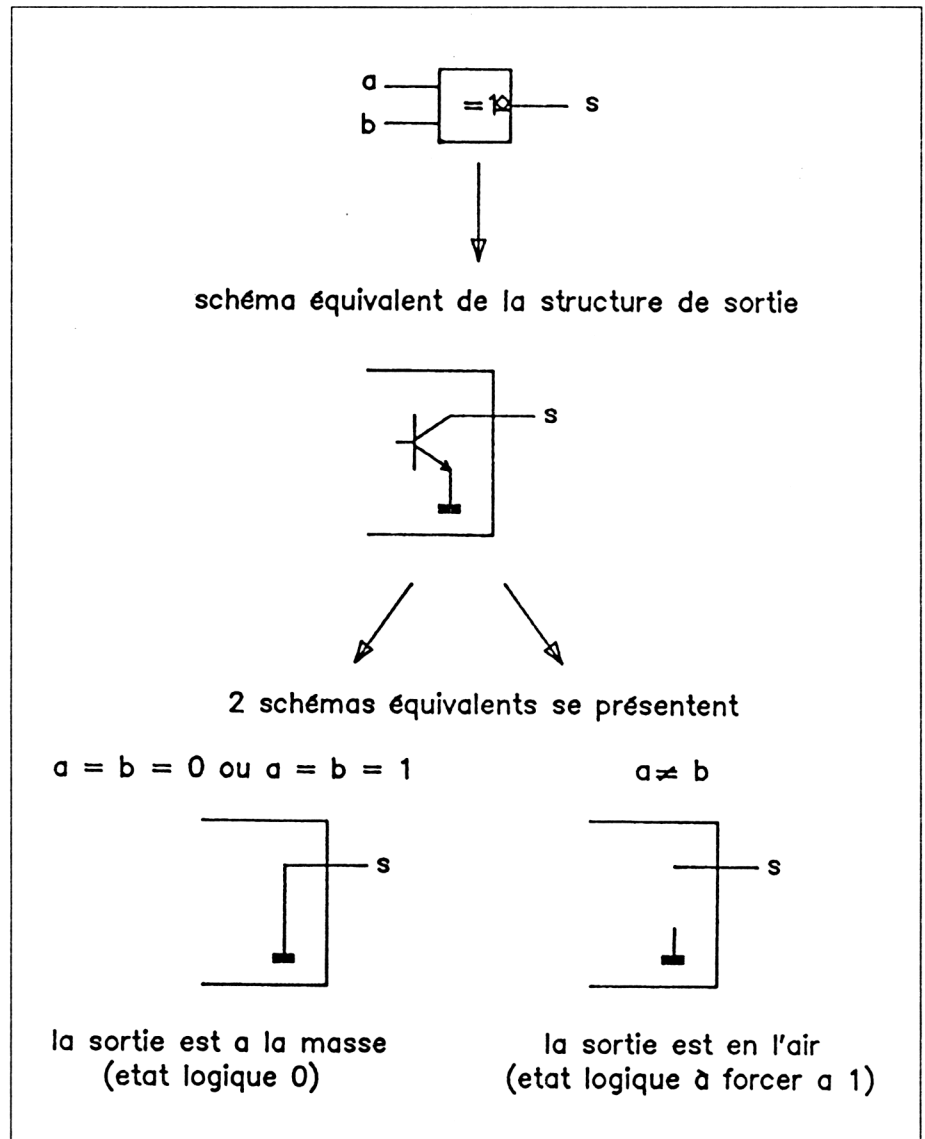 a
b
=1
s
schéma équivalent de la structure de sortie
s
2 schémas équivalents se présentent
a = b = 0 ou a = b = 1
a ≠ b
s
s
la sortie est a la masse
(etat logique 0)
la sortie est en l'air
(etat logique à forcer a 1)